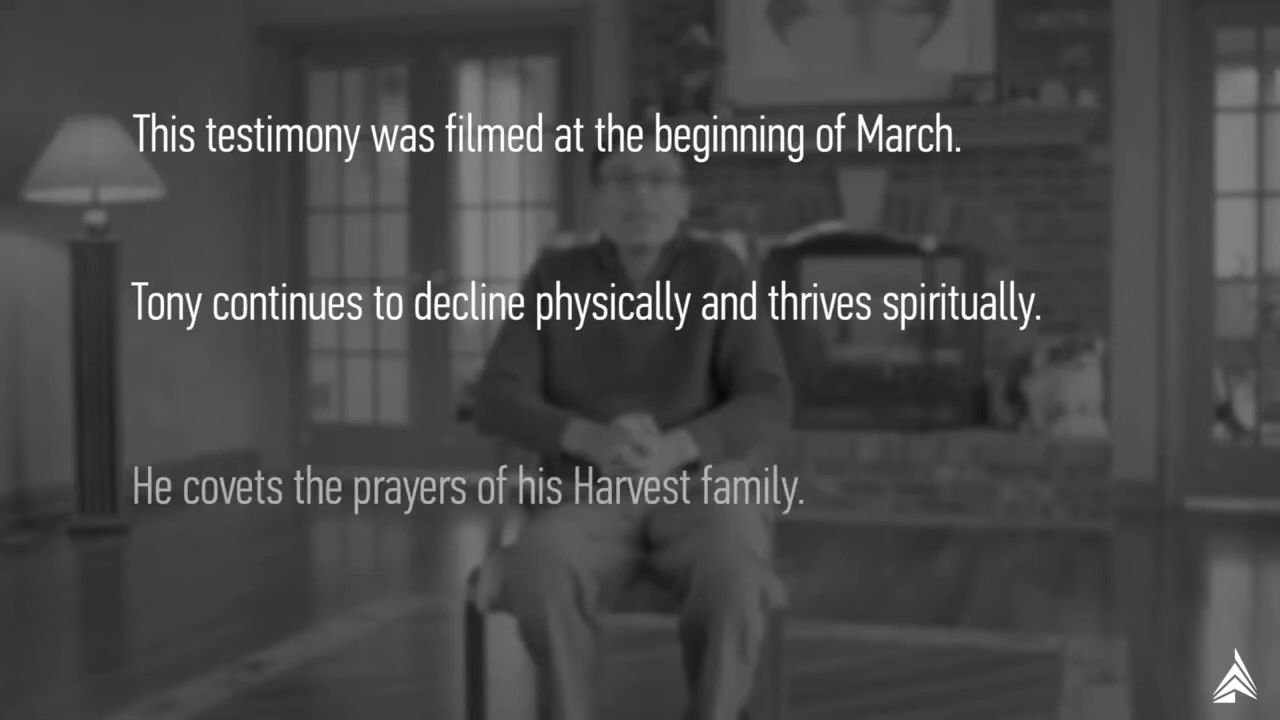 This testimony was filmed at the beginning of March.
Tony continues to decline physically and thrives spiritually.
He covets the prayers of his Harvest family.